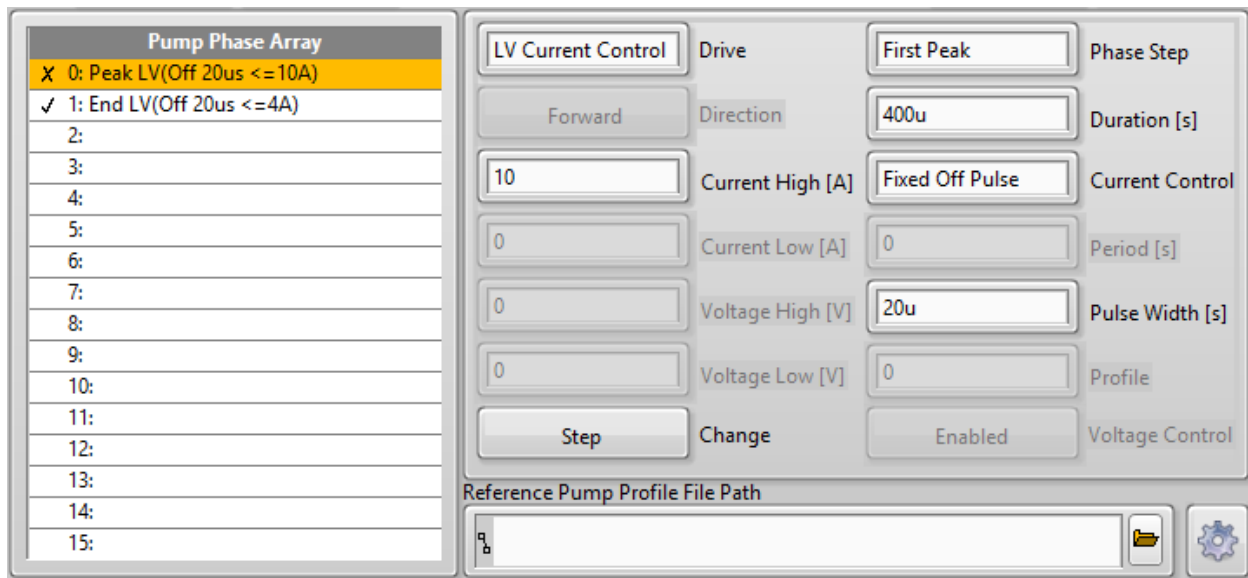 Pump Phase Array
✗ 0: Peak LV(Off 20us <=10A)
✓ 1: End LV(Off 20us <=4A)
2:
3:
4:
5:
6:
7:
8:
9:
10:
11:
12:
13:
14:
15:
LV Current Control Drive First Peak Phase Step
Forward Direction 400u Duration [s]
10 Current High [A] Fixed Off Pulse Current Control
0 Current Low [A] 0 Period [s]
0 Voltage High [V] 20u Pulse Width [s]
0 Voltage Low [V] 0 Profile
Step Change Enabled Voltage Control
Reference Pump Profile File Path